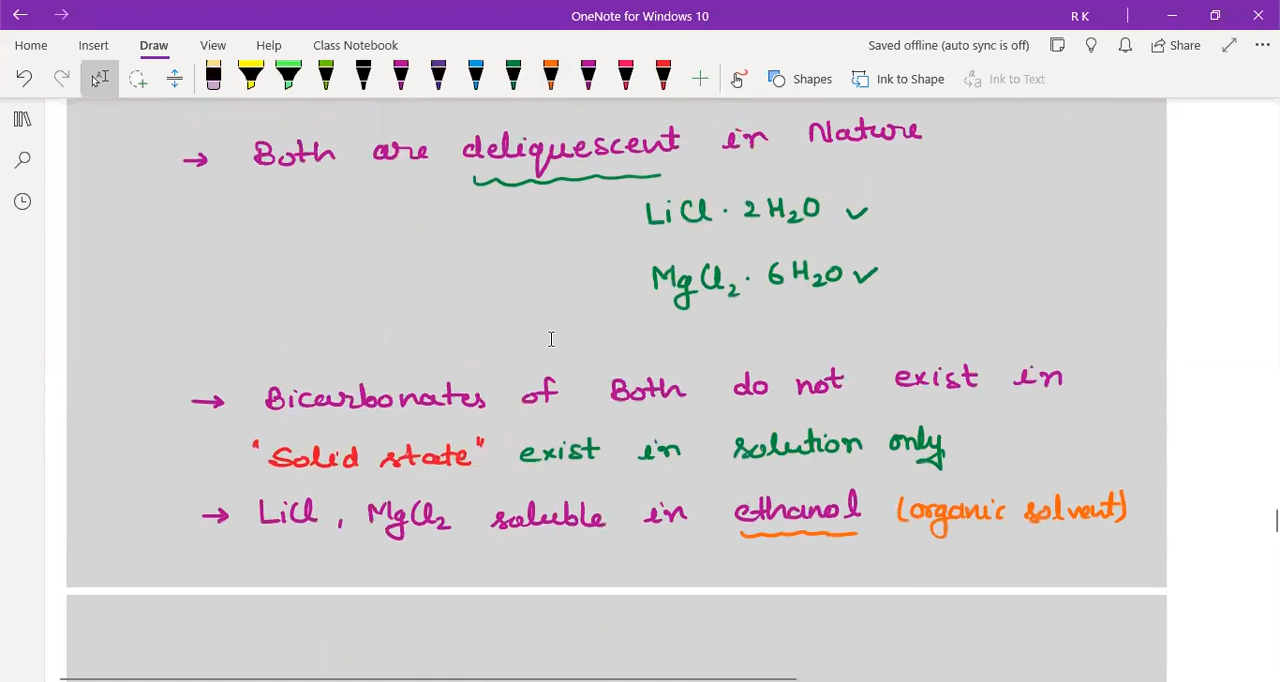 OneNote for Windows 10
R K
Home Insert Draw View Help Class Notebook
Saved offline (auto sync is off) Share
Shapes Ink to Shape Ink to Text
→ Both are deliquescent in Nature
LiCl · 2H₂O ✓
MgCl₂ · 6H₂O ✓
→ Bicarbonates of Both do not exist in
"Solid state" exist in solution only
→ LiCl, MgCl₂ soluble in ethanol (organic solvent)